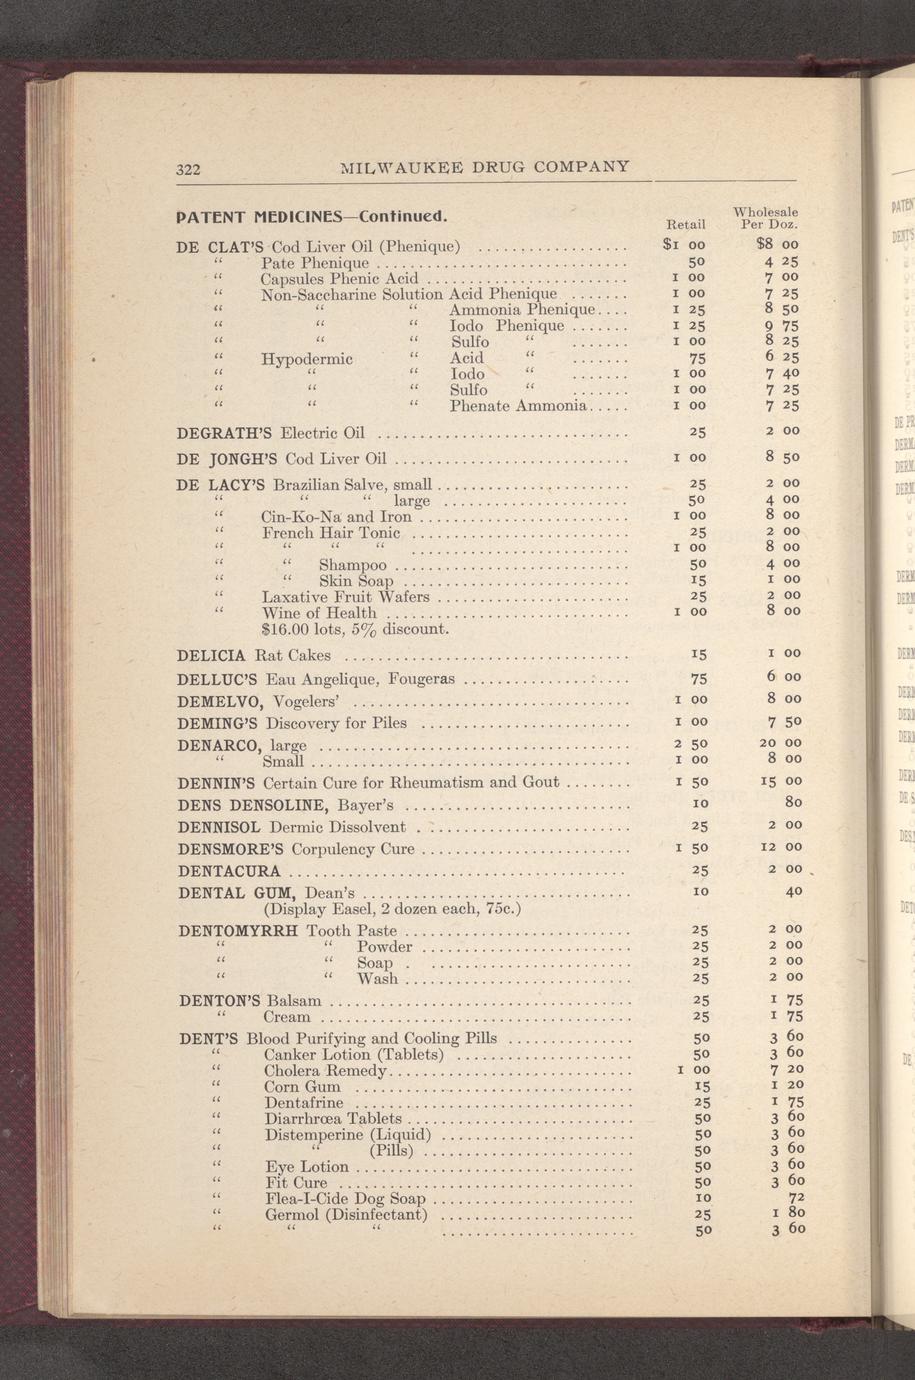 322 MILWAUKEE DRUG COMPANY
PATENT MEDICINES—Continued. Retail Wholesale Per Doz.
DE CLAT'S Cod Liver Oil (Phenique) .................. $1 00 $8 00
“ Pate Phenique ............................. 50 4 25
“ Capsules Phenic Acid ........................ 1 00 7 00
“ Non-Saccharine Solution Acid Phenique ....... 1 00 7 25
“ “ “ Ammonia Phenique.... 1 25 8 50
“ “ “ Iodo Phenique ....... 1 25 9 75
“ “ “ Sulfo “ ....... 1 00 8 25
“ Hypodermic “ Acid “ ....... 75 6 25
“ “ “ Iodo “ ....... 1 00 7 40
“ “ “ Sulfo “ ....... 1 00 7 25
“ “ “ Phenate Ammonia..... 1 00 7 25
DEGRATH'S Electric Oil .............................. 25 2 00
DE JONGH'S Cod Liver Oil ............................ 1 00 8 50
DE LACY'S Brazilian Salve, small ....................... 25 2 00
“ “ “ large ...................... 50 4 00
“ Cin-Ko-Na and Iron ......................... 1 00 8 00
“ French Hair Tonic .......................... 25 2 00
“ “ “ “ .......................... 1 00 8 00
“ “ Shampoo ............................ 50 4 00
“ “ Skin Soap ........................... 15 1 00
“ Laxative Fruit Wafers ....................... 25 2 00
“ Wine of Health ............................. 1 00 8 00
$16.00 lots, 5% discount.
DELICIA Rat Cakes .................................. 15 1 00
DELLUC'S Eau Angelique, Fougeras .................... 75 6 00
DEMELVO, Vogelers' ................................. 1 00 8 00
DEMING'S Discovery for Piles ......................... 1 00 7 50
DENARCO, large ..................................... 2 50 20 00
“ Small ...................................... 1 00 8 00
DENNIN'S Certain Cure for Rheumatism and Gout ........ 1 50 15 00
DENS DENSOLINE, Bayer's ........................... 10 80
DENNISOL Dermic Dissolvent ......................... 25 2 00
DENSMORE'S Corpulency Cure ......................... 1 50 12 00
DENTACURA ........................................ 25 2 00
DENTAL GUM, Dean's ................................ 10 40
(Display Easel, 2 dozen each, 75c.)
DENTOMYRRH Tooth Paste ........................... 25 2 00
“ “ Powder ......................... 25 2 00
“ “ Soap . ........................ 25 2 00
“ “ Wash ........................... 25 2 00
DENTON'S Balsam .................................... 25 1 75
“ Cream ..................................... 25 1 75
DENT'S Blood Purifying and Cooling Pills ............... 50 3 60
“ Canker Lotion (Tablets) ..................... 50 3 60
“ Cholera Remedy............................. 1 00 7 20
“ Corn Gum ................................. 15 1 20
“ Dentafrine ................................. 25 1 75
“ Diarrhœa Tablets ........................... 50 3 60
“ Distemperine (Liquid) ....................... 50 3 60
“ “ (Pills) ......................... 50 3 60
“ Eye Lotion ................................. 50 3 60
“ Fit Cure ................................... 50 3 60
“ Flea-I-Cide Dog Soap ........................ 10 72
“ Germol (Disinfectant) ....................... 25 1 80
“ “ “ ....................... 50 3 60